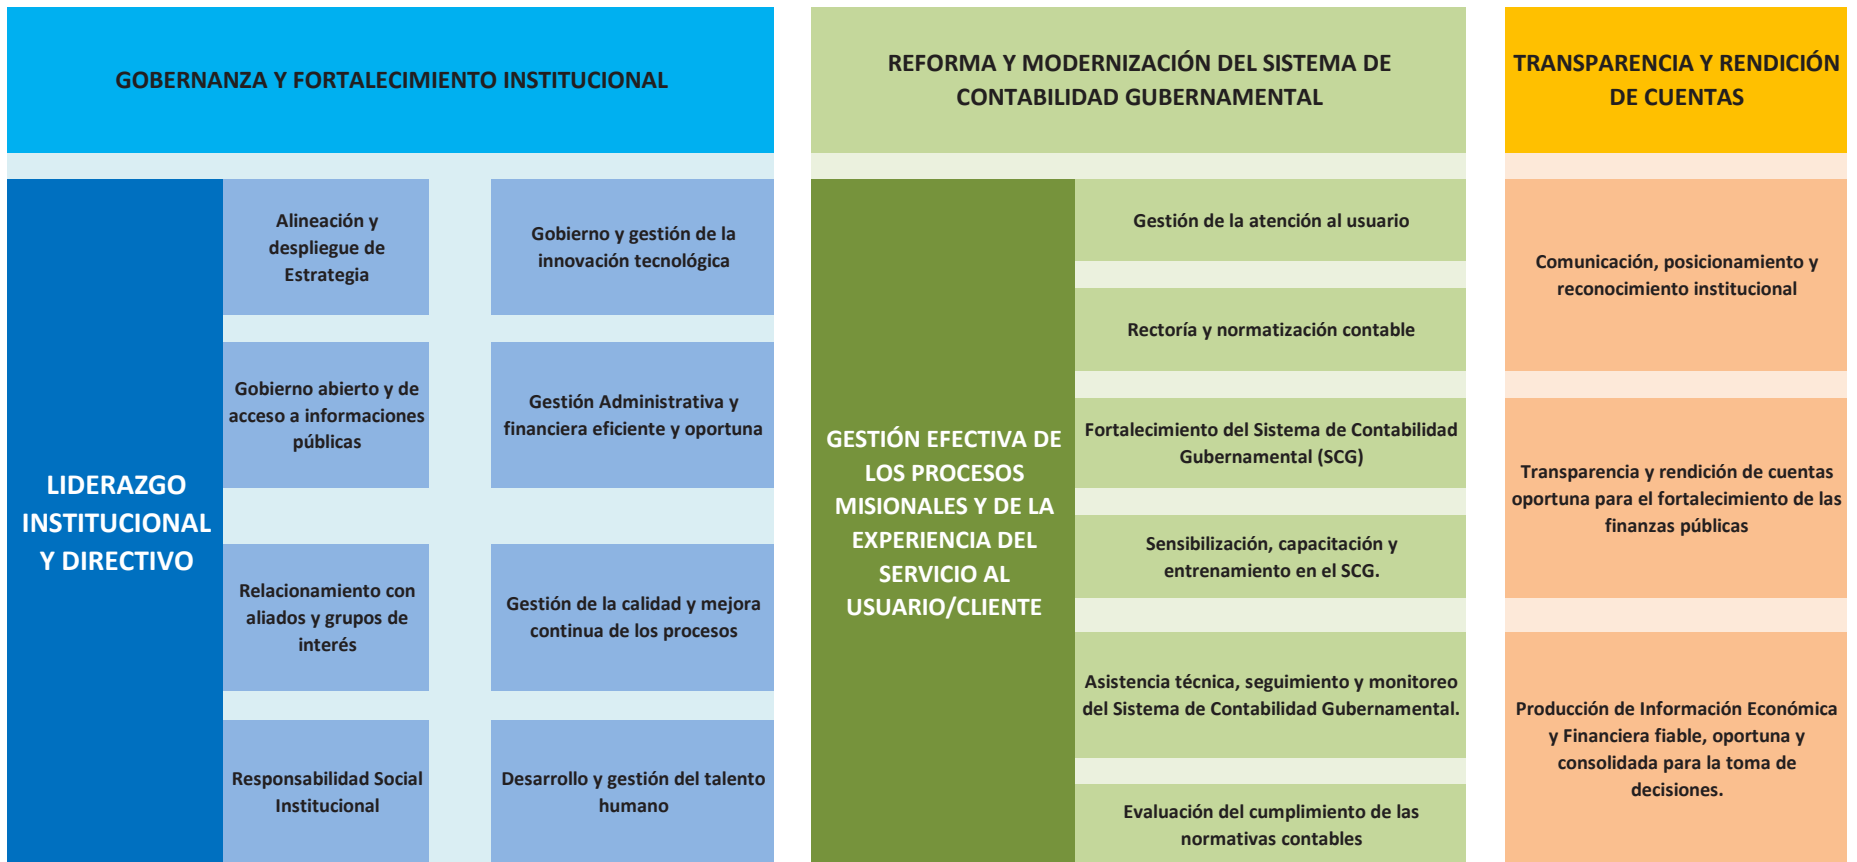 GOBERNANZA Y FORTALECIMIENTO INSTITUCIONAL
LIDERAZGO
INSTITUCIONAL
Y DIRECTIVO
Alineación y
despliegue de
Estrategia
Gobierno abierto y de
acceso a informaciones
públicas
Relacionamiento con
aliados y grupos de
interés
Responsabilidad Social
Institucional
Gobierno y gestión de la
innovación tecnológica
Gestión Administrativa y
financiera eficiente y oportuna
Gestión de la calidad y mejora
continua de los procesos
Desarrollo y gestión del talento
humano
REFORMA Y MODERNIZACIÓN DEL SISTEMA DE
CONTABILIDAD GUBERNAMENTAL
GESTIÓN EFECTIVA DE
LOS PROCESOS
MISIONALES Y DE LA
EXPERIENCIA DEL
SERVICIO AL
USUARIO/CLIENTE
Gestión de la atención al usuario
Rectoría y normatización contable
Fortalecimiento del Sistema de Contabilidad
Gubernamental (SCG)
Sensibilización, capacitación y
entrenamiento en el SCG.
Asistencia técnica, seguimiento y monitoreo
del Sistema de Contabilidad Gubernamental.
Evaluación del cumplimiento de las
normativas contables
TRANSPARENCIA Y RENDICIÓN
DE CUENTAS
Comunicación, posicionamiento y
reconocimiento institucional
Transparencia y rendición de cuentas
oportuna para el fortalecimiento de las
finanzas públicas
Producción de Información Económica
y Financiera fiable, oportuna y
consolidada para la toma de
decisiones.